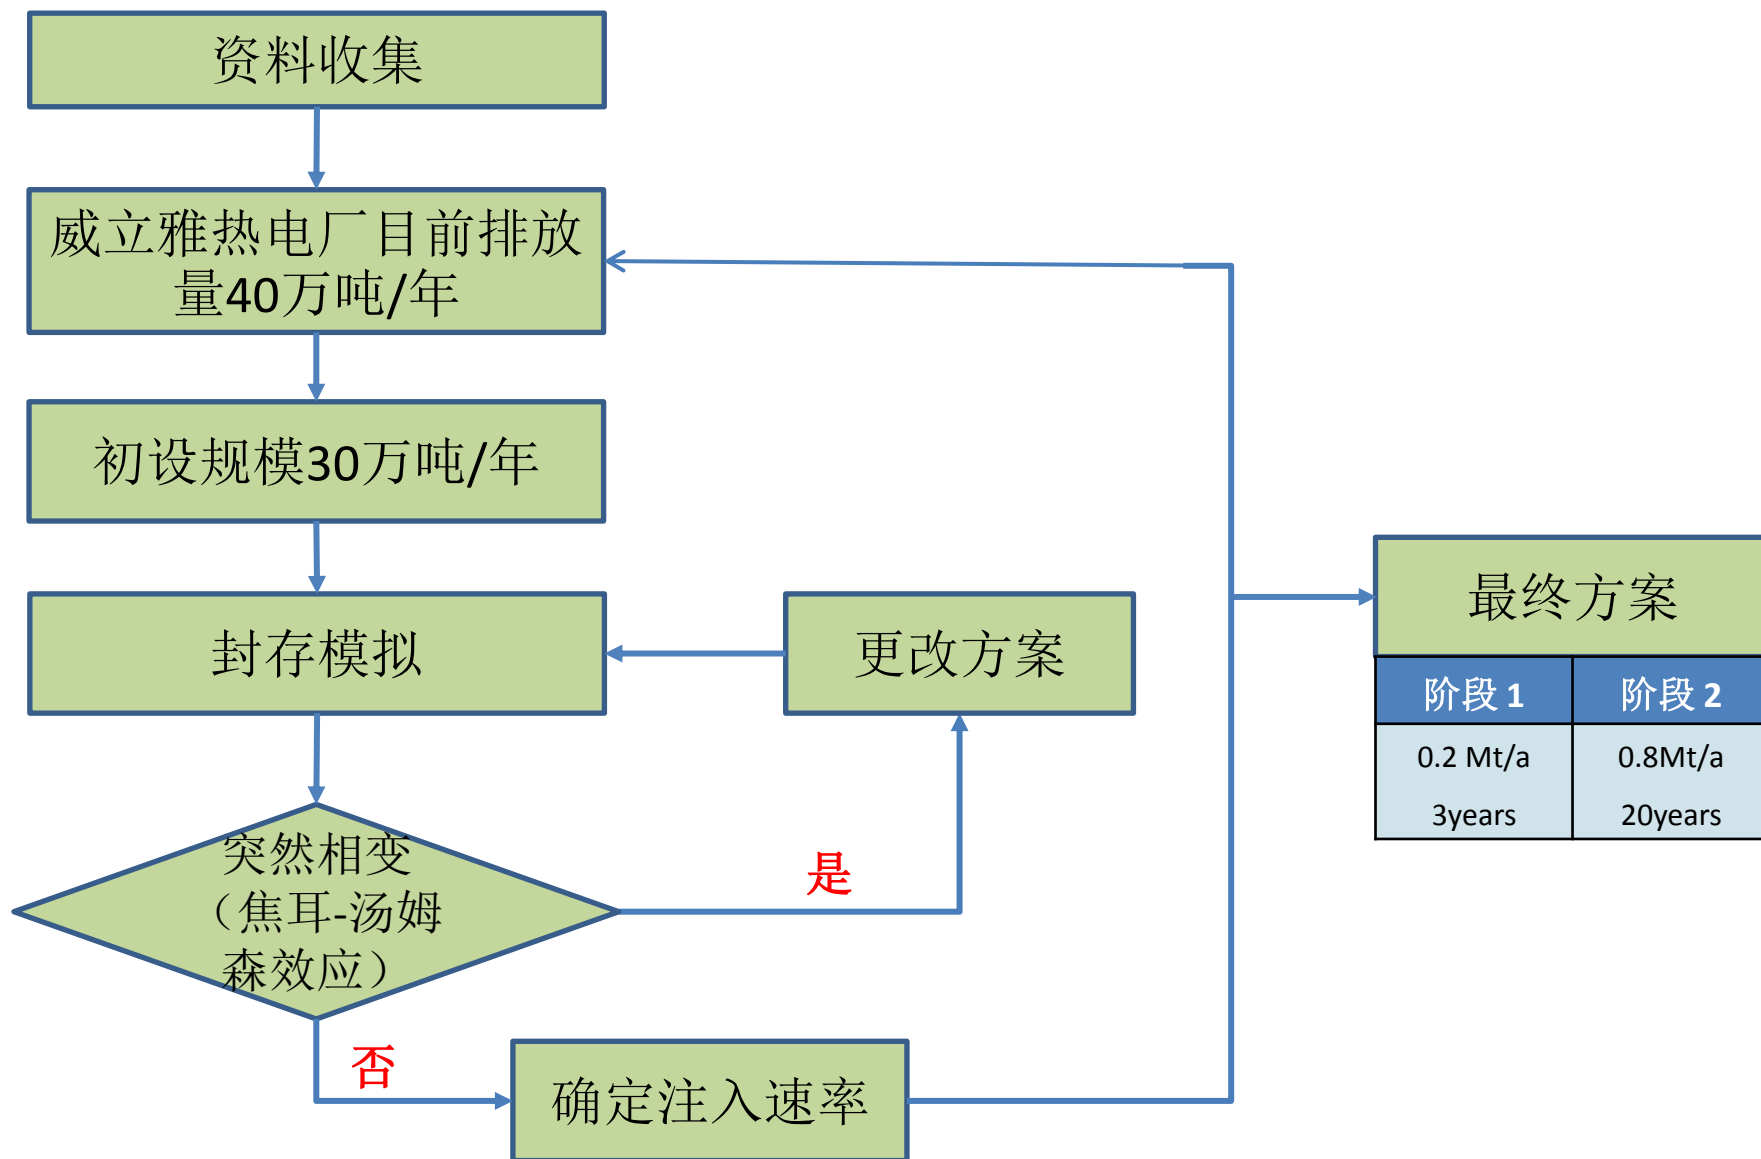 资料收集
威立雅热电厂目前排放
量40万吨/年
初设规模30万吨/年
封存模拟
更改方案
最终方案
阶段 1
阶段 2
0.2 Mt/a
0.8Mt/a
3years
20years
突然相变
（焦耳-汤姆
森效应）
是
否
确定注入速率